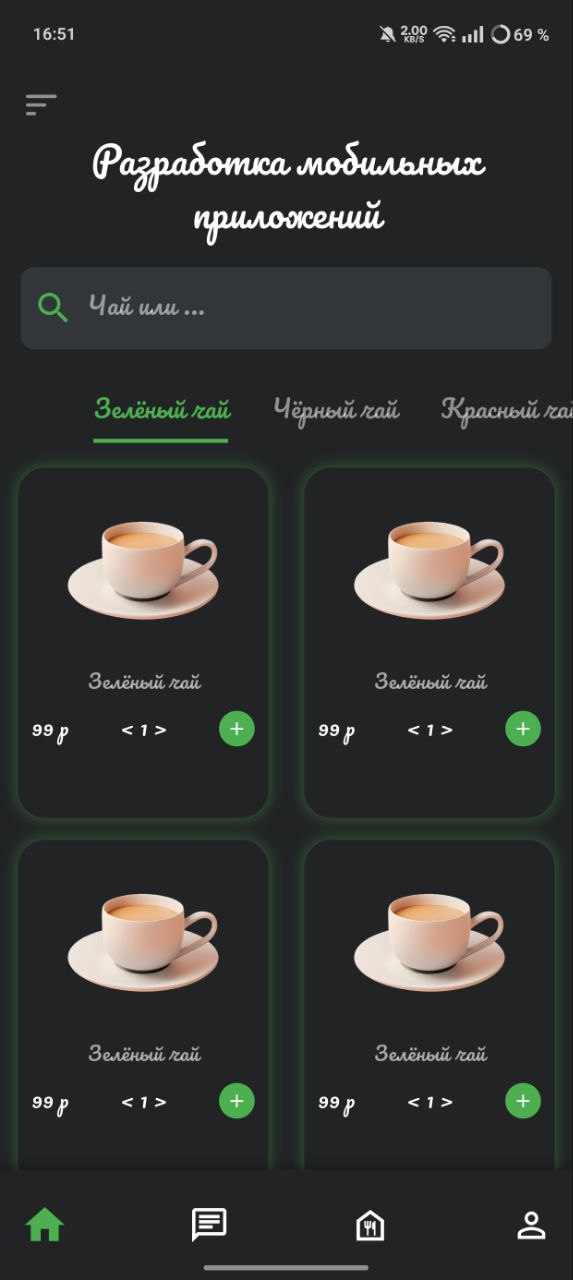 16:51
2.00
KB/S
69 %
Разработка мобильных
приложений
Чай или ...
Зелёный чай
Чёрный чай
Красный чай
Зелёный чай
Зелёный чай
99 р
< 1 >
+
99 р
< 1 >
+
Зелёный чай
Зелёный чай
99 р
< 1 >
+
99 р
< 1 >
+